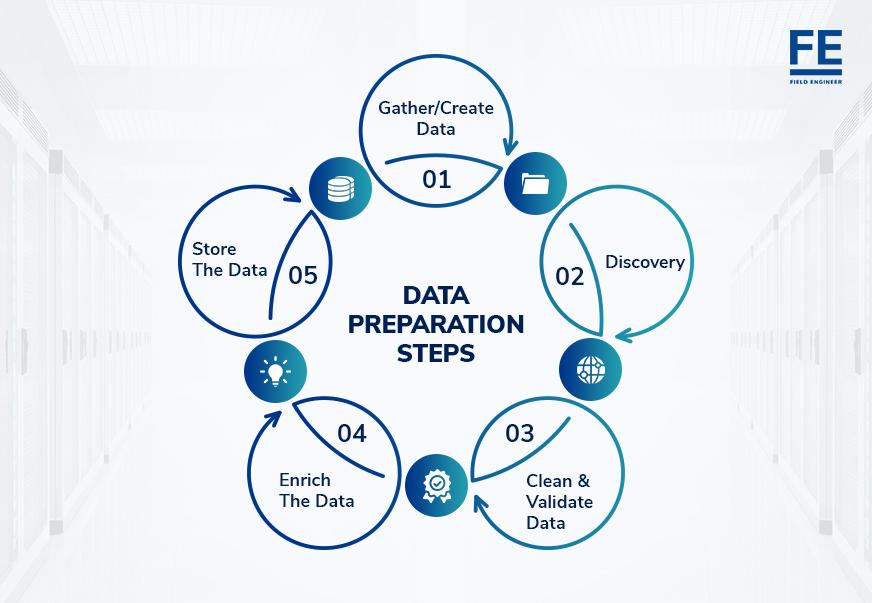 FE
FIELD ENGINEER
Gather/Create
Data
01
02
Discovery
03
Clean &
Validate
Data
04
Enrich
The Data
05
Store
The Data
DATA
PREPARATION
STEPS